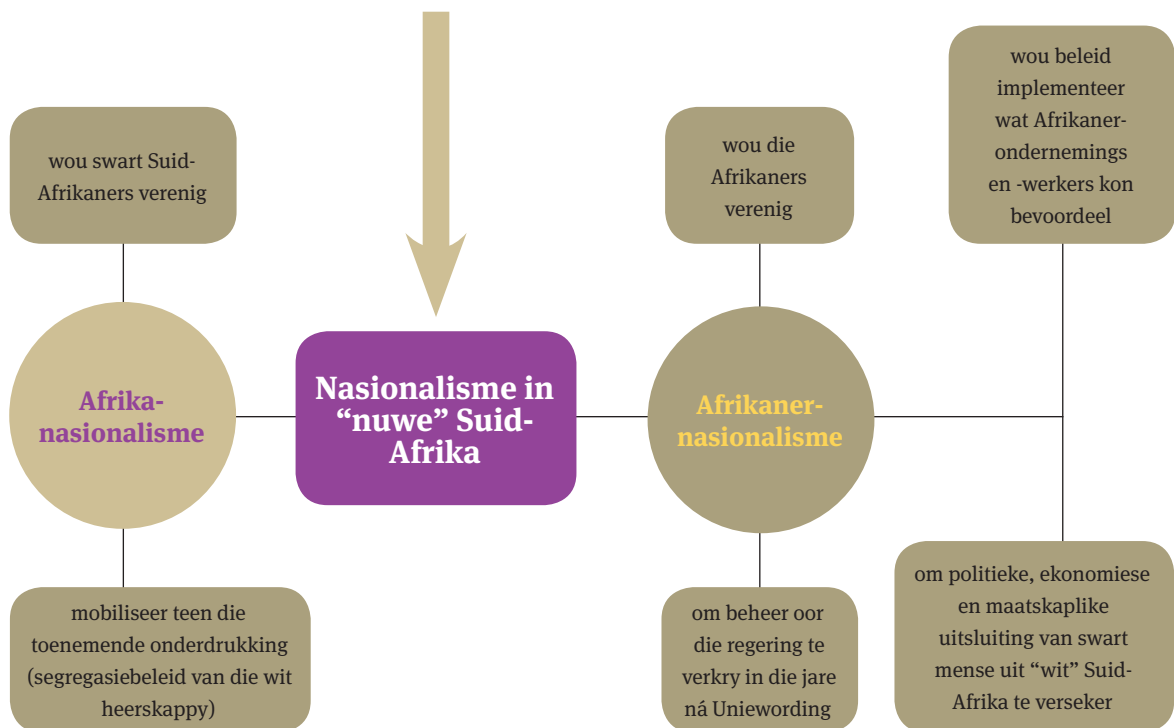 wou swart Suid-
Afrikaners verenig
Afrika-
nasionalisme
mobiliseer teen die
toenemende onderdrukking
(segregasiebeleid van die wit
heerskappy)
Nasionalisme in
“nuwe” Suid-
Afrika
wou die
Afrikaners
verenig
Afrikaner-
nasionalisme
om beheer oor
die regering te
verkry in die jare
ná Uniewording
wou beleid
implementeer
wat Afrikaner-
ondernemings
en -werkers kon
bevoordeel
om politieke, ekonomiese
en maatskaplike
uitsluiting van swart
mense uit “wit” Suid-
Afrika te verseker